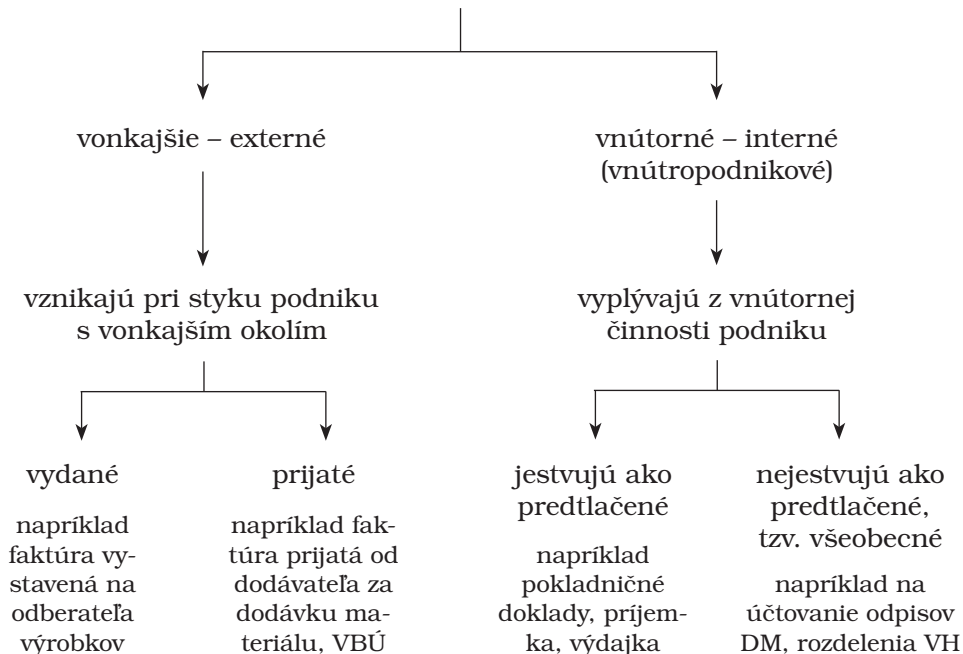 vonkajšie – externé
vnútorné – interné
(vnútropodnikové)
vznikajú pri styku podniku
s vonkajším okolím
vyplývajú z vnútornej
činnosti podniku
vydané
napríklad
faktúra vy-
stavená na
odberateľa
výrobkov
prijaté
napríklad fak-
túra prijatá od
dodávateľa za
dodávku ma-
teriálu, VBÚ
jestvujú ako
predtlačené
napríklad
pokladničné
doklady, príjem-
ka, výdajka
nejestvujú ako
predtlačené,
tzv. všeobecné
napríklad na
účtovanie odpisov
DM, rozdelenia VH